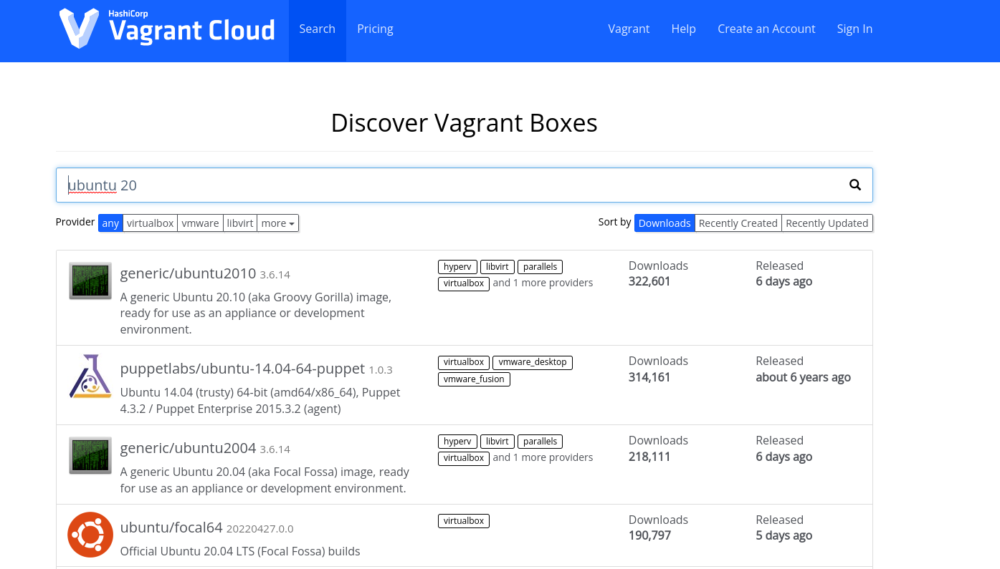 HashiCorp
Vagrant Cloud
Search Pricing Vagrant Help Create an Account Sign In
Discover Vagrant Boxes
ubuntu 20
Provider any virtualbox vmware libvirt more Sort by Downloads Recently Created Recently Updated
generic/ubuntu2010 3.6.14
A generic Ubuntu 20.10 (aka Groovy Gorilla) image,
ready for use as an appliance or development
environment.
hyperv libvirt parallels
virtualbox and 1 more providers
Downloads
322,601
Released
6 days ago
puppetlabs/ubuntu-14.04-64-puppet 1.0.3
Ubuntu 14.04 (trusty) 64-bit (amd64/x86_64), Puppet
4.3.2 / Puppet Enterprise 2015.3.2 (agent)
virtualbox vmware_desktop
vmware_fusion
Downloads
314,161
Released
about 6 years ago
generic/ubuntu2004 3.6.14
A generic Ubuntu 20.04 (aka Focal Fossa) image, ready
for use as an appliance or development environment.
hyperv libvirt parallels
virtualbox and 1 more providers
Downloads
218,111
Released
6 days ago
ubuntu/focal64 20220427.0.0
Official Ubuntu 20.04 LTS (Focal Fossa) builds
virtualbox
Downloads
190,797
Released
5 days ago